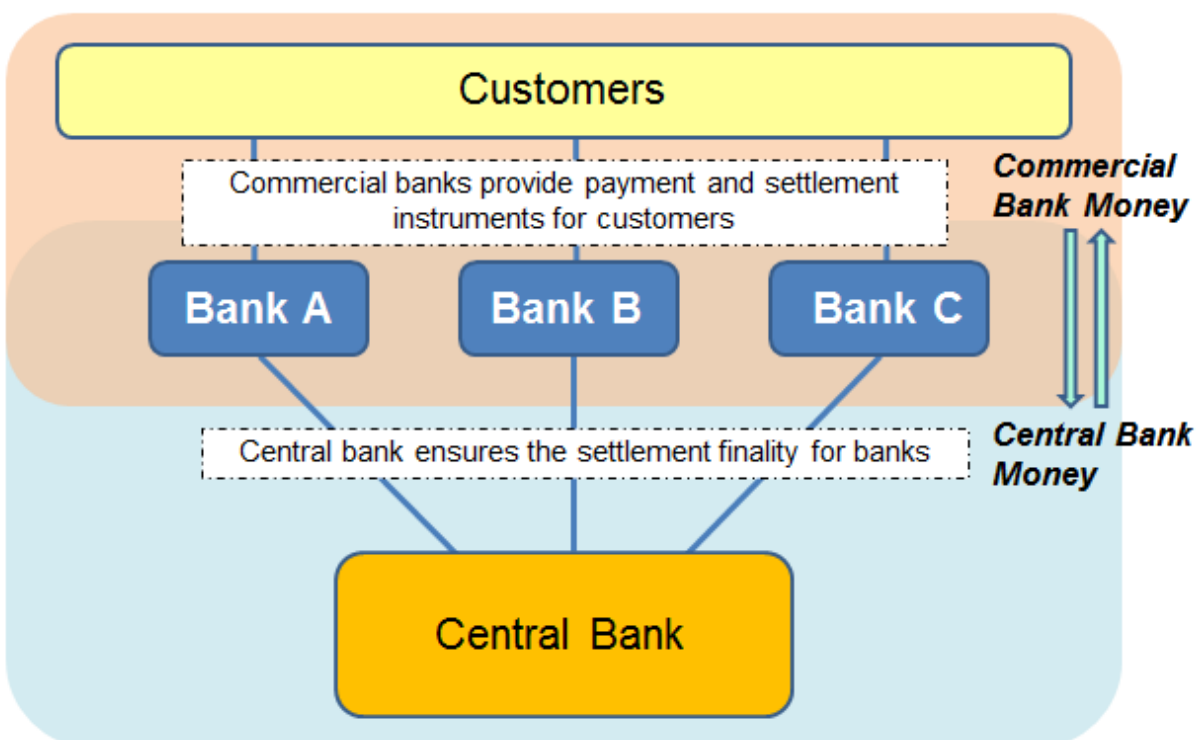 Customers
Commercial banks provide payment and settlement
instruments for customers
Commercial
Bank Money
Bank A
Bank B
Bank C
Central bank ensures the settlement finality for banks
Central Bank
Money
Central Bank